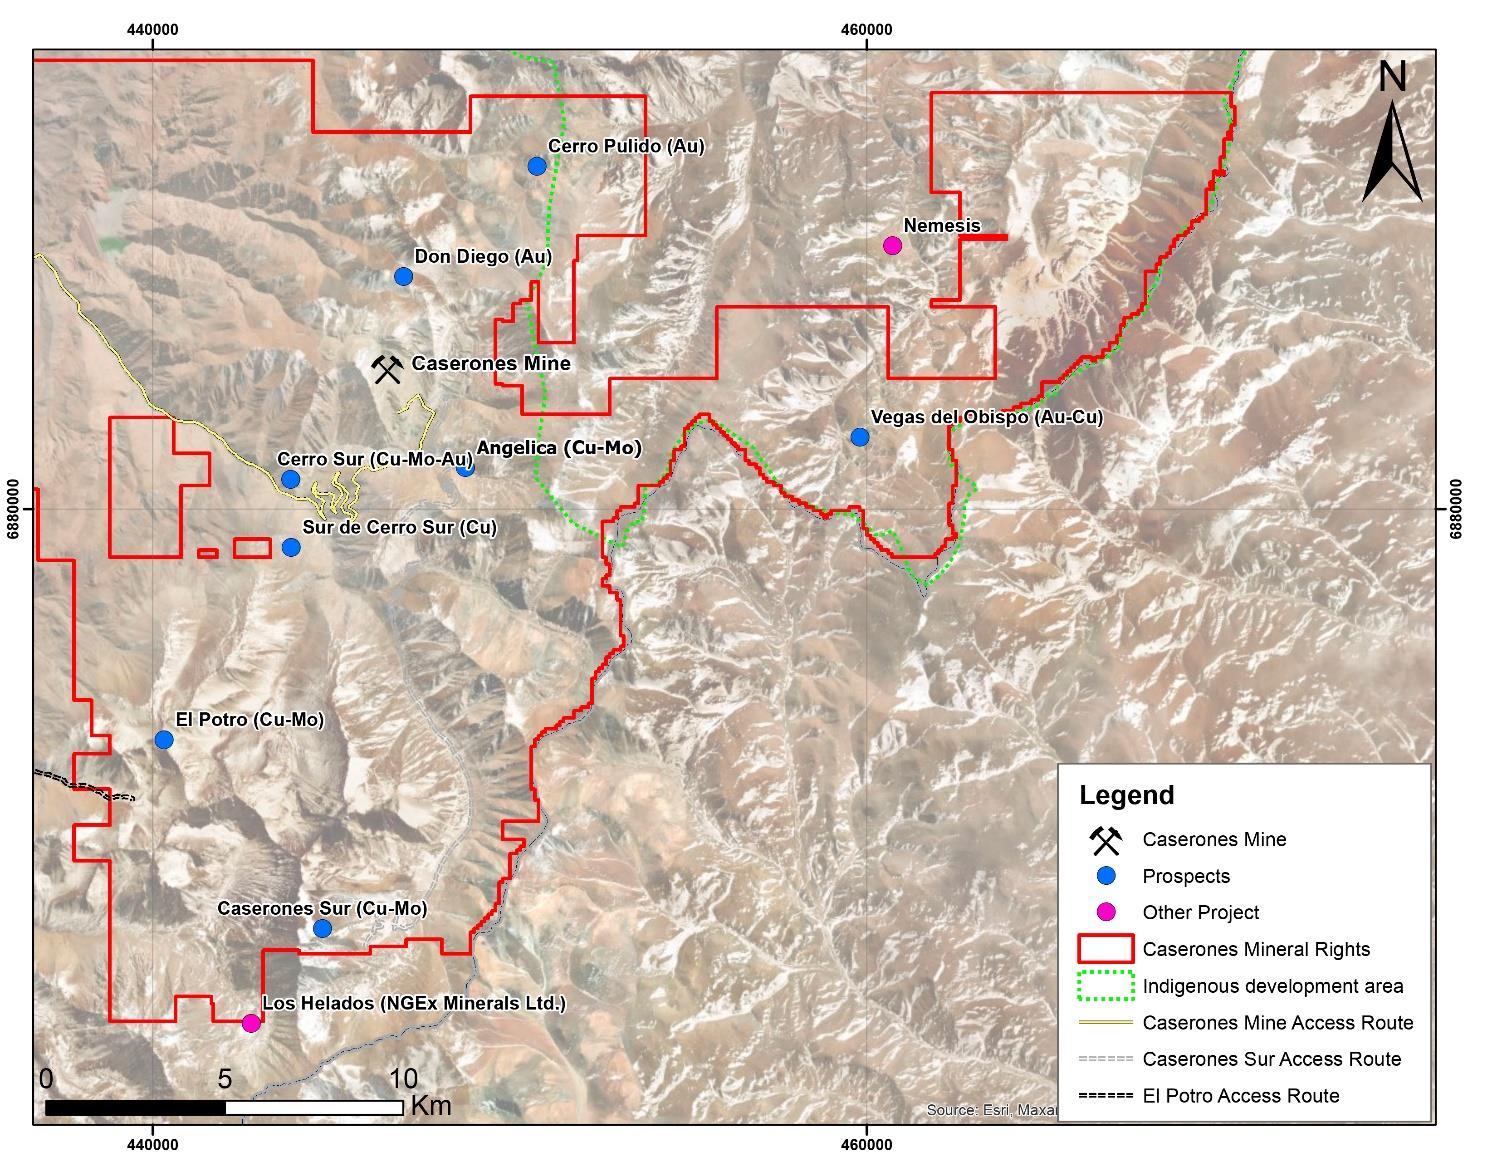 440000
460000
N
Cerro Pulido (Au)
Nemesis
Don Diego (Au)
Caserones Mine
Vegas del Obispo (Au-Cu)
Angelica (Cu-Mo)
Cerro Sur (Cu-Mo-Au)
6880000
6880000
Sur de Cerro Sur (Cu)
El Potro (Cu-Mo)
Caserones Sur (Cu-Mo)
Los Helados (NGEx Minerals Ltd.)
Legend
Caserones Mine
Prospects
Other Project
Caserones Mineral Rights
Indigenous development area
Caserones Mine Access Route
Caserones Sur Access Route
El Potro Access Route
0 5 10
Km
Source: Esri,
440000
460000